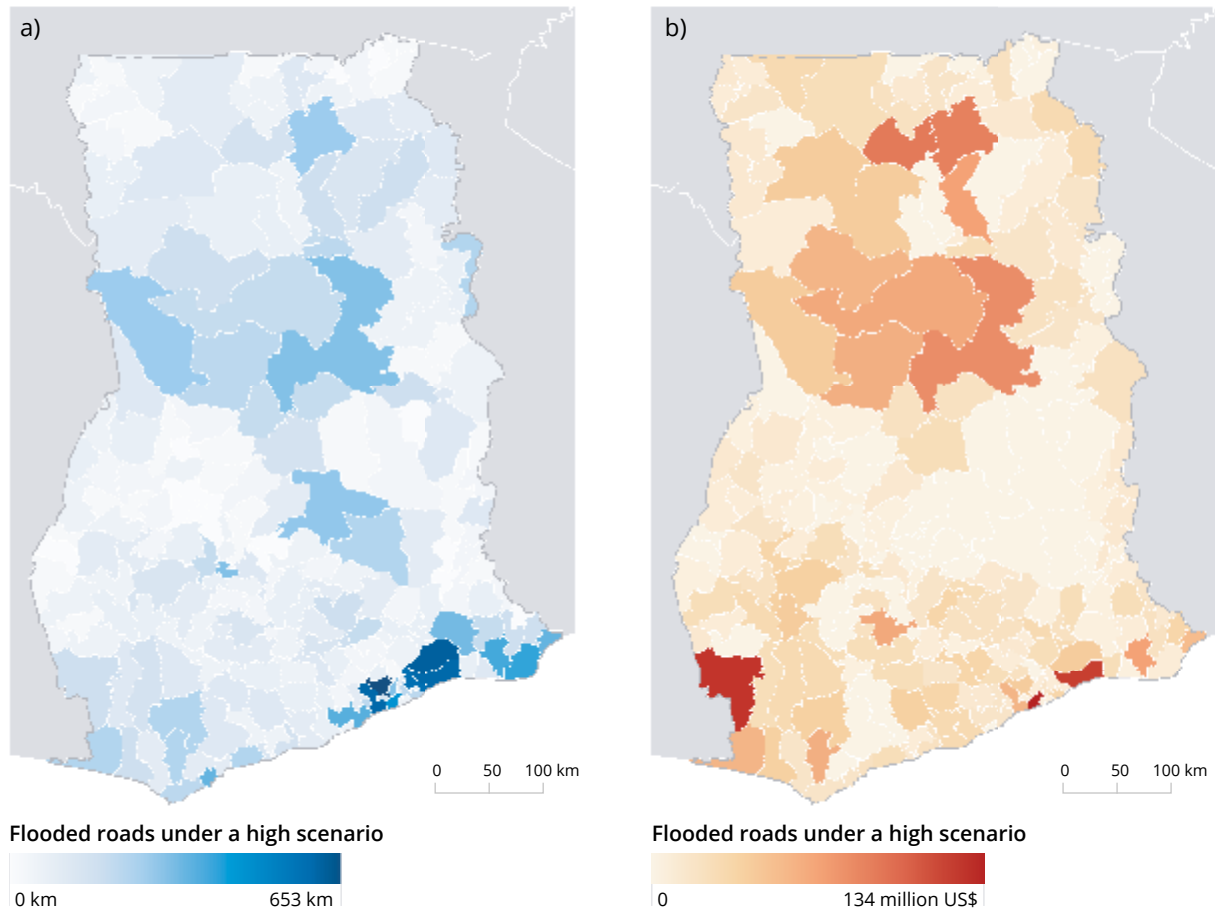 a)
0 50 100 km
Flooded roads under a high scenario
0 km 653 km
b)
0 50 100 km
Flooded roads under a high scenario
0 134 million US$